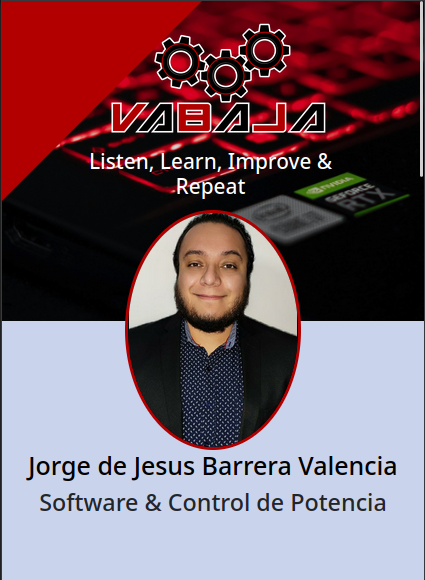 VABAJA
Listen, Learn, Improve &
Repeat
NVIDIA
GEFORCE
RTX
Jorge de Jesus Barrera Valencia
Software & Control de Potencia